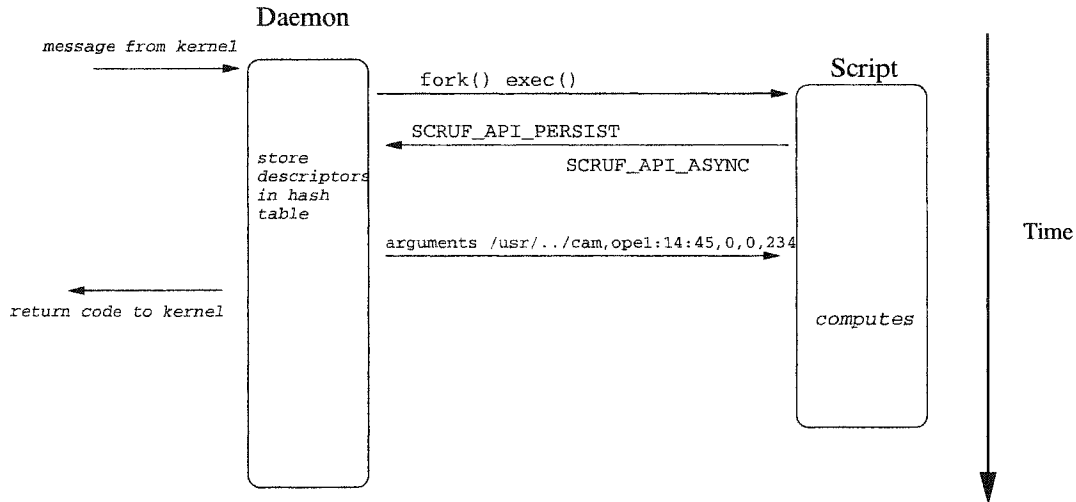 Daemon
message from kernel
Script
fork() exec()
SCRUF_API_PERSIST
SCRUF_API_ASYNC
store
descriptors
in hash
table
Time
arguments /usr/../cam,ope1:14:45,0,0,234
return code to kernel
computes